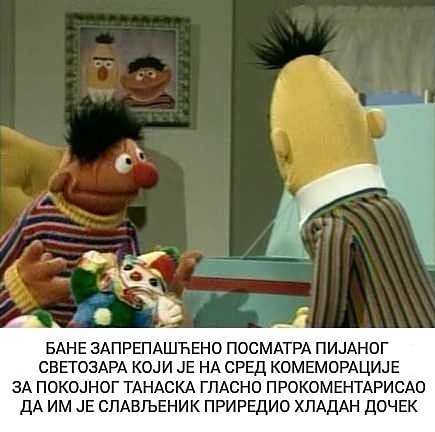 БАНЕ ЗАПРЕПАШЋЕНО ПОСМАТРА ПИЈАНОГ
СВЕТОЗАРА КОЈИ ЈЕ НА СРЕД КОМЕМОРАЦИЈЕ
ЗА ПОКОЈНОГ ТАНАСКА ГЛАСНО ПРОКОМЕНТАРИСАО
ДА ИМ ЈЕ СЛАВЉЕНИК ПРИРЕДИО ХЛАДАН ДОЧЕК